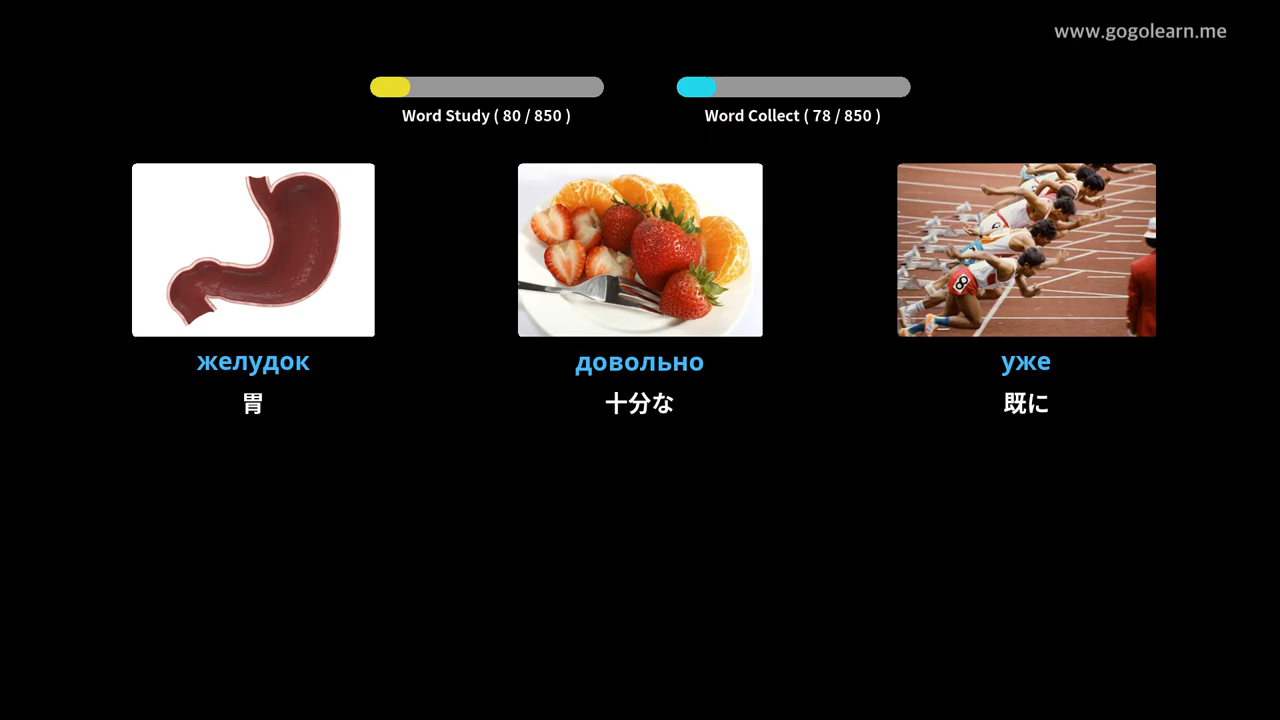 www.gogolearn.me
Word Study ( 80 / 850 )
Word Collect ( 78 / 850 )
желудок
довольно
уже
胃
十分な
既に
8